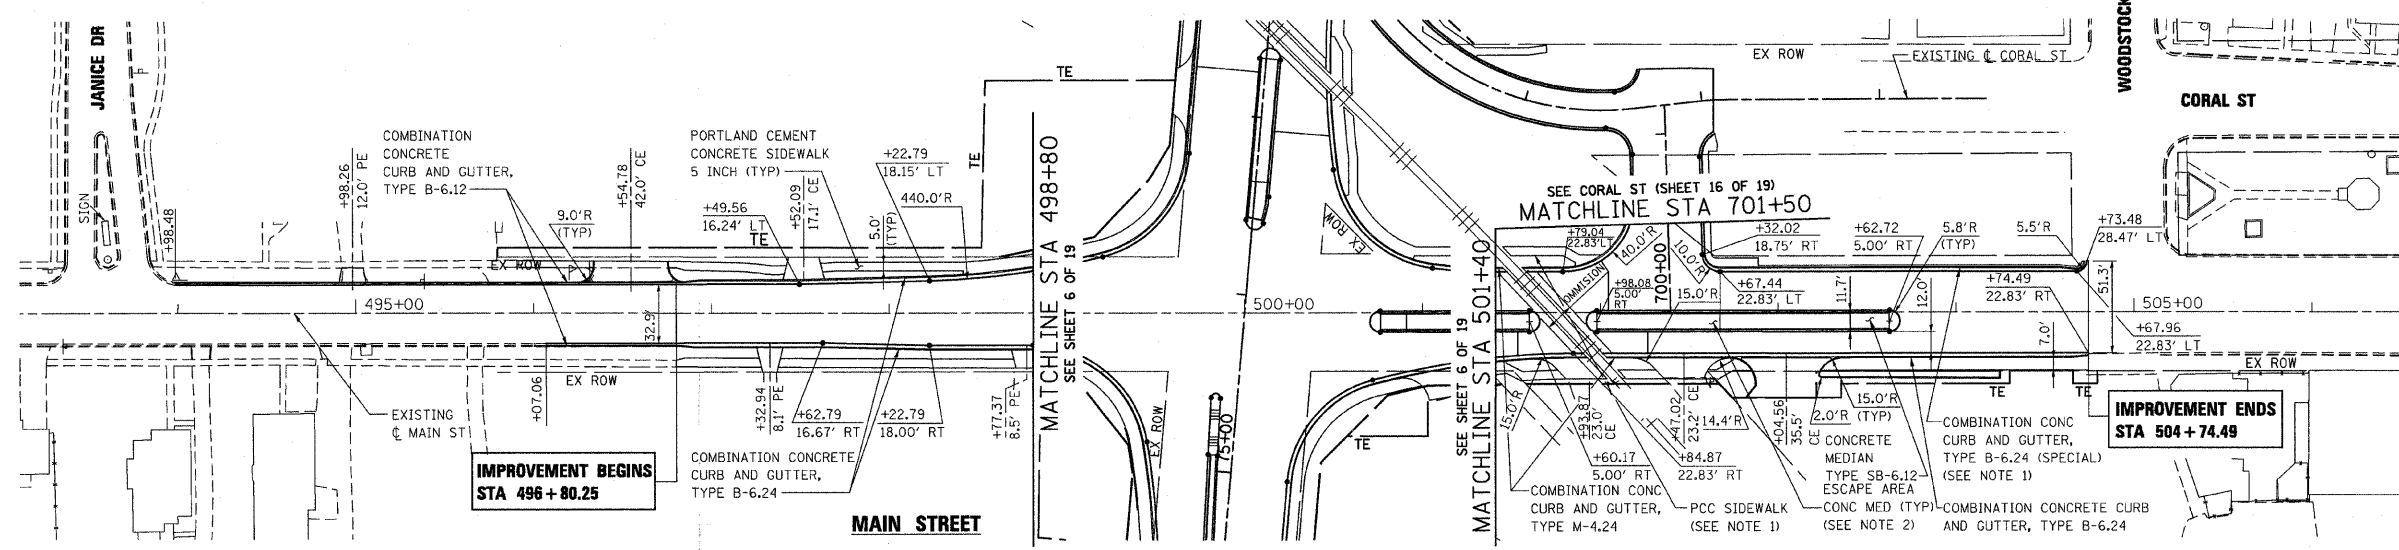 JANICE DR
SIGN
+98.48
+98.26
12.0' PE
COMBINATION
CONCRETE
CURB AND GUTTER,
TYPE B-6.12
9.0'R
(TYP)
+54.78
42.0' CE
PORTLAND CEMENT
CONCRETE SIDEWALK
5 INCH (TYP)
+49.56
16.24' LT
+52.09
17.1' CE
+22.79
18.15' LT
5.0'
(TYP)
440.0'R
TE
TE
TE
EX ROW
495+00
32.9'
EX ROW
+07.06
EXISTING
℄ MAIN ST
IMPROVEMENT BEGINS
STA 496+80.25
+32.94
8.1' PE
+62.79
16.67' RT
+22.79
18.00' RT
+77.37
8.5' PE
COMBINATION CONCRETE
CURB AND GUTTER,
TYPE B-6.24
MAIN STREET
MATCHLINE STA 498+80
SEE SHEET 6 OF 19
500+00
75+00
EX ROW
EX ROW
TE
MATCHLINE STA 501+40
SEE SHEET 6 OF 19
EX ROW
EXISTING ℄ CORAL ST
WOODSTOCK
CORAL ST
SEE CORAL ST (SHEET 16 OF 19)
MATCHLINE STA 701+50
+79.04
22.83' LT
40.0'R
10.0'R
700+00
+32.02
18.75' RT
+62.72
5.00' RT
5.8'R
(TYP)
5.5'R
+73.48
28.47' LT
OMMISION
+98.08
5.00'
RT
15.0'R
+67.44
22.83' LT
11.7'
12.0'
+74.49
22.83' RT
51.3'
505+00
7.0'
+67.96
22.83' LT
EX ROW
TE
TE
15.0'R
+93.87
23.0'
CE
+47.02
23.2' CE
14.4'R
+04.56
35.5'
CE
2.0'R
15.0'R
(TYP)
+60.17
5.00' RT
+84.87
22.83' RT
IMPROVEMENT ENDS
STA 504+74.49
COMBINATION CONC
CURB AND GUTTER,
TYPE M-4.24
PCC SIDEWALK
(SEE NOTE 1)
CONCRETE
MEDIAN
TYPE SB-6.12
ESCAPE AREA
CONC MED (TYP)
(SEE NOTE 2)
COMBINATION CONC
CURB AND GUTTER,
TYPE B-6.24 (SPECIAL)
(SEE NOTE 1)
COMBINATION CONCRETE CURB
AND GUTTER, TYPE B-6.24